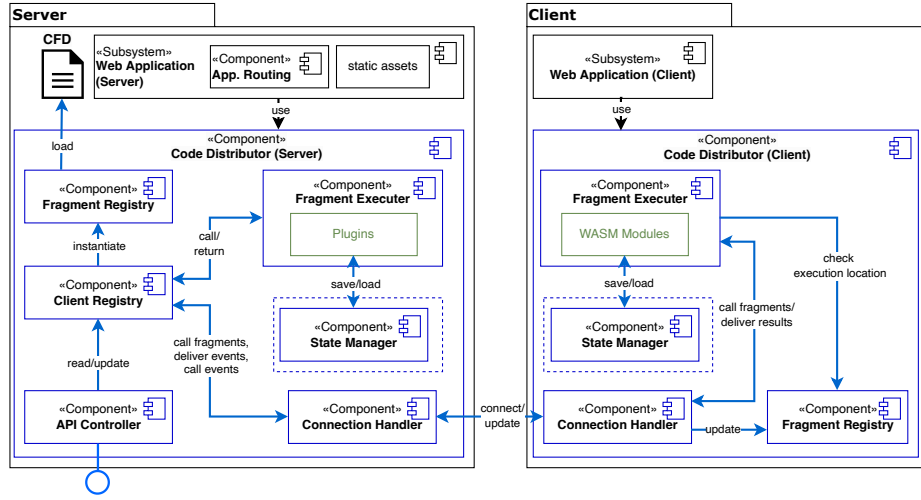 Server
CFD
«Subsystem»
Web Application
(Server)
«Component»
App. Routing
static assets
use
«Component»
Code Distributor (Server)
load
«Component»
Fragment Registry
instantiate
«Component»
Client Registry
read/update
«Component»
API Controller
call/
return
«Component»
Fragment Executer
Plugins
save/load
«Component»
State Manager
call fragments,
deliver events,
call events
«Component»
Connection Handler
connect/
update
Client
«Subsystem»
Web Application (Client)
use
«Component»
Code Distributor (Client)
«Component»
Fragment Executer
WASM Modules
save/load
«Component»
State Manager
check
execution location
call fragments/
deliver results
«Component»
Connection Handler
update
«Component»
Fragment Registry